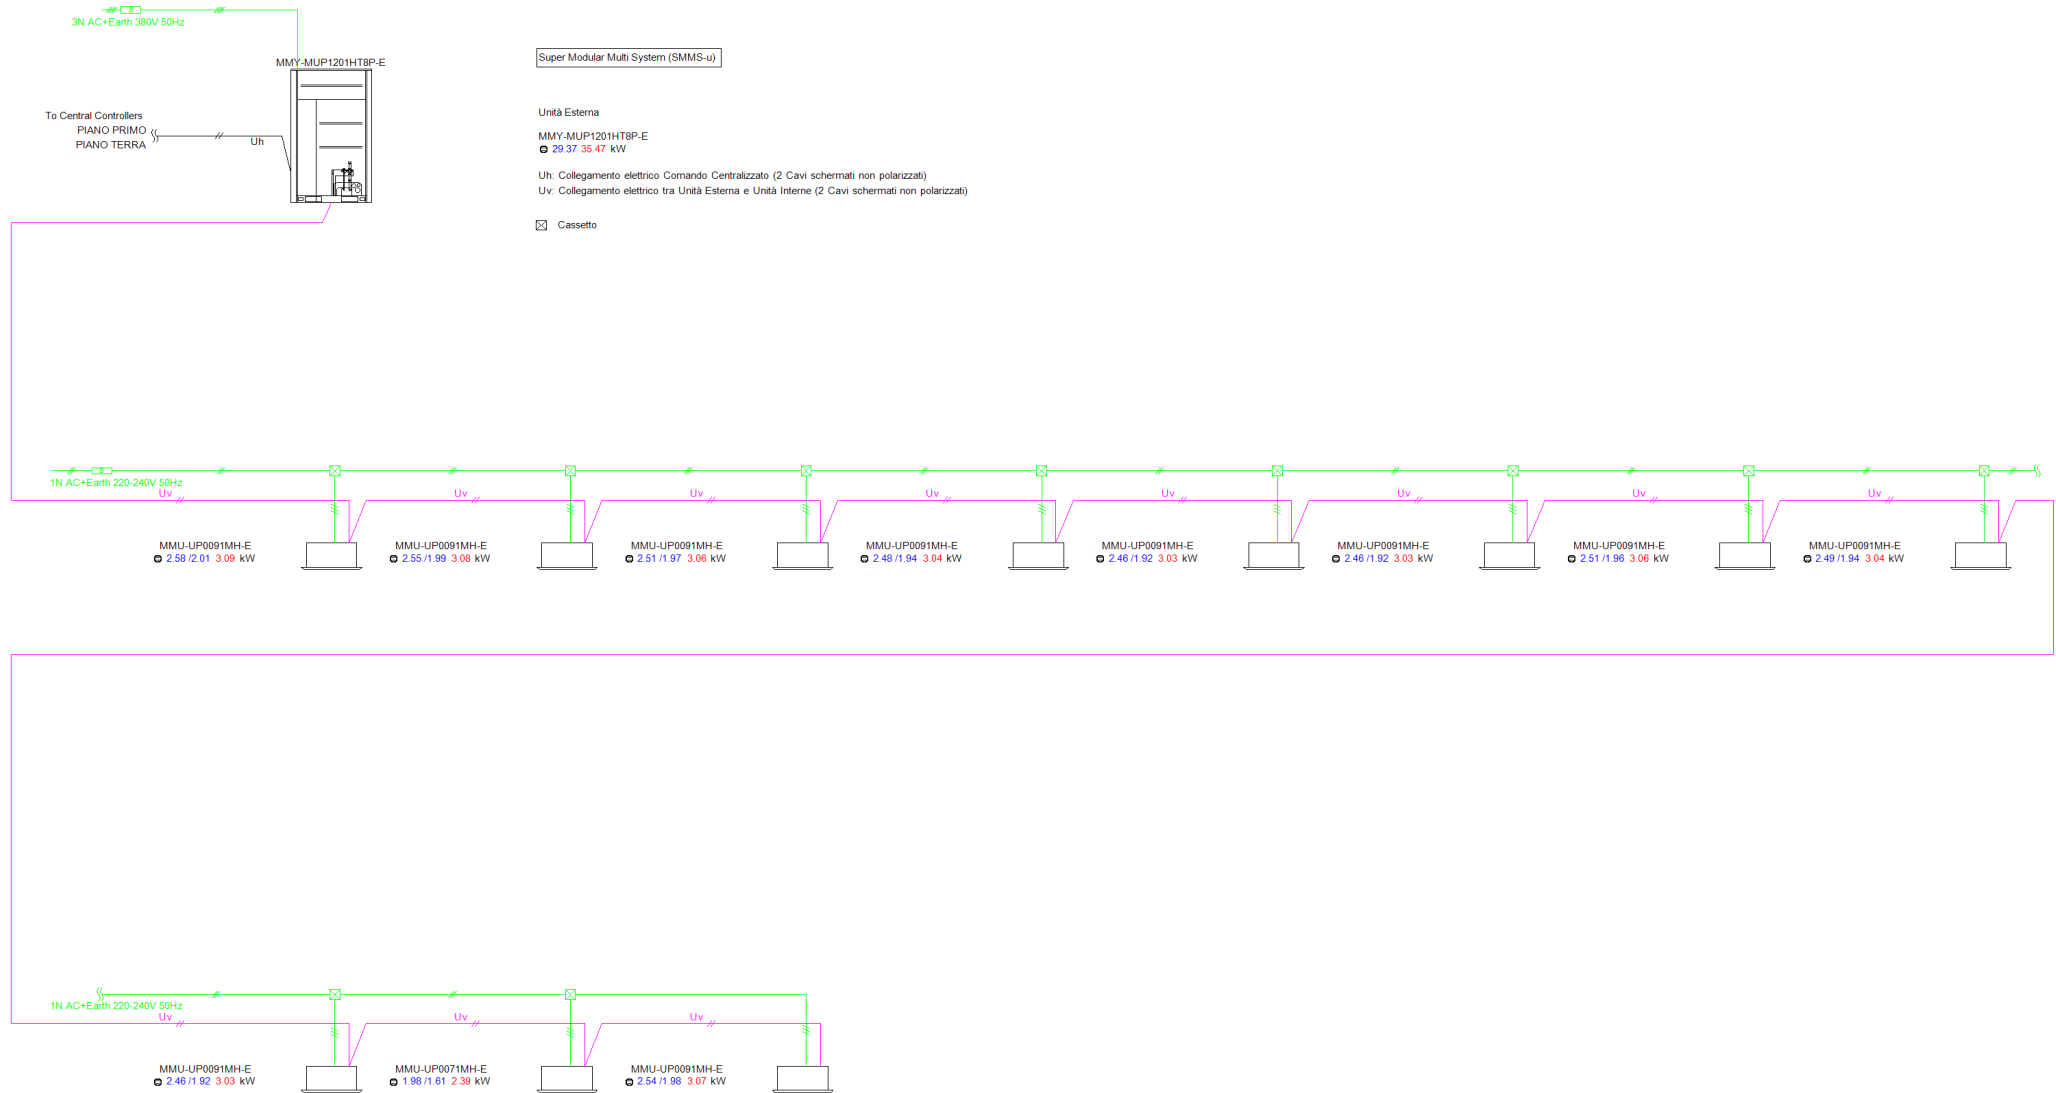 3N AC+Earth 380V 50Hz
MMY-MUP1201HT8P-E
To Central Controllers
PIANO PRIMO
PIANO TERRA
Uh
Super Modular Multi System (SMMS-u)
Unità Esterna
MMY-MUP1201HT8P-E
29.37 35.47 kW
Uh: Collegamento elettrico Comando Centralizzato (2 Cavi schermati non polarizzati)
Uv: Collegamento elettrico tra Unità Esterna e Unità Interne (2 Cavi schermati non polarizzati)
Cassetto
1N AC+Earth 220-240V 50Hz
Uv
Uv
Uv
Uv
Uv
Uv
Uv
Uv
MMU-UP0091MH-E
2.58 /2.01 3.09 kW
MMU-UP0091MH-E
2.55 /1.99 3.08 kW
MMU-UP0091MH-E
2.51 /1.97 3.06 kW
MMU-UP0091MH-E
2.48 /1.94 3.04 kW
MMU-UP0091MH-E
2.46 /1.92 3.03 kW
MMU-UP0091MH-E
2.46 /1.92 3.03 kW
MMU-UP0091MH-E
2.51 /1.96 3.06 kW
MMU-UP0091MH-E
2.49 /1.94 3.04 kW
1N AC+Earth 220-240V 50Hz
Uv
Uv
Uv
MMU-UP0091MH-E
2.46 /1.92 3.03 kW
MMU-UP0071MH-E
1.98 /1.61 2.39 kW
MMU-UP0091MH-E
2.54 /1.98 3.07 kW